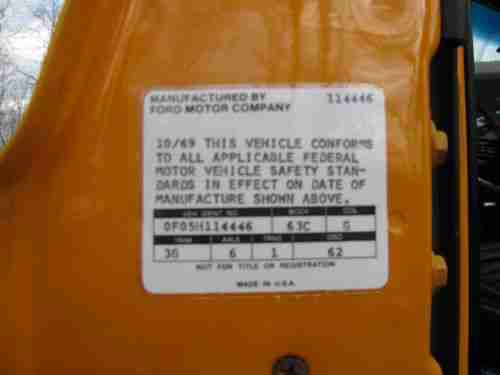 MANUFACTURED BY 114446
FORD MOTOR COMPANY
10/69 THIS VEHICLE CONFORMS
TO ALL APPLICABLE FEDERAL
MOTOR VEHICLE SAFETY STAN-
DARDS IN EFFECT ON DATE OF
MANUFACTURE SHOWN ABOVE.
VEH. IDENT. NO. BODY COL
0F05H114446 63C G
TRIM AXLE TRNS DSO
3G 6 1 62
NOT FOR TITLE OR REGISTRATION
MADE IN U.S.A.